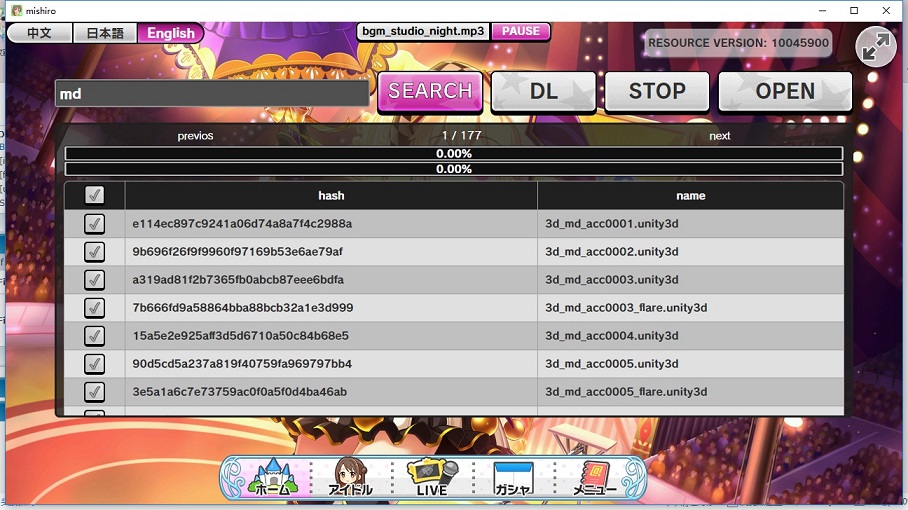 mishiro
中文 日本語 English
bgm_studio_night.mp3 PAUSE
RESOURCE VERSION: 10045900
md SEARCH DL STOP OPEN
previos 1 / 177 next
0.00%
0.00%
hash name
e114ec897c9241a06d74a8a7f4c2988a 3d_md_acc0001.unity3d
9b696f26f9f9960f97169b53e6ae79af 3d_md_acc0002.unity3d
a319ad81f2b7365fb0abcb87eee6bdfa 3d_md_acc0003.unity3d
7b666fd9a58864bba88bcb32a1e3d999 3d_md_acc0003_flare.unity3d
15a5e2e925aff3d5d6710a50c84b68e5 3d_md_acc0004.unity3d
90d5cd5a237a819f40759fa969797bb4 3d_md_acc0005.unity3d
3e5a1a6c7e73759ac0f0a5f0d4ba46ab 3d_md_acc0005_flare.unity3d
ホーム アイドル LIVE ガシャ メニュー